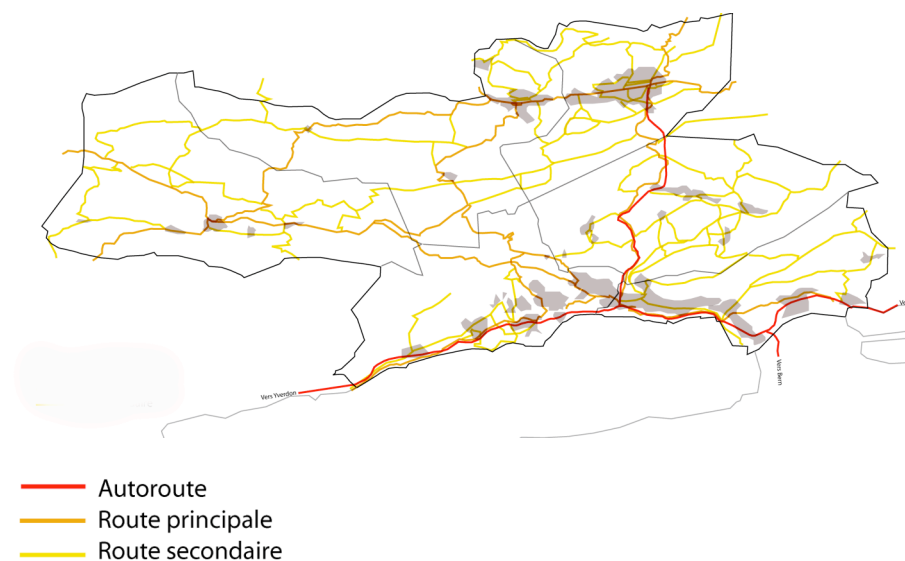 Vers Yverdon
Vers Bern
Autoroute
Route principale
Route secondaire